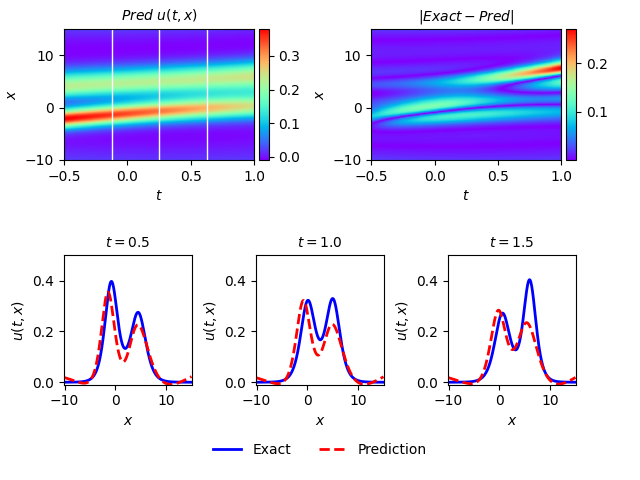 Pred u(t, x)
|Exact − Pred|
10
0
−10
x
−0.5
0.0
0.5
1.0
t
0.3
0.2
0.1
0.0
10
0
−10
x
−0.5
0.0
0.5
1.0
t
0.2
0.1
t = 0.5
t = 1.0
t = 1.5
0.4
0.2
0.0
u(t, x)
−10
0
10
x
0.4
0.2
0.0
u(t, x)
−10
0
10
x
0.4
0.2
0.0
u(t, x)
−10
0
10
x
Exact
Prediction